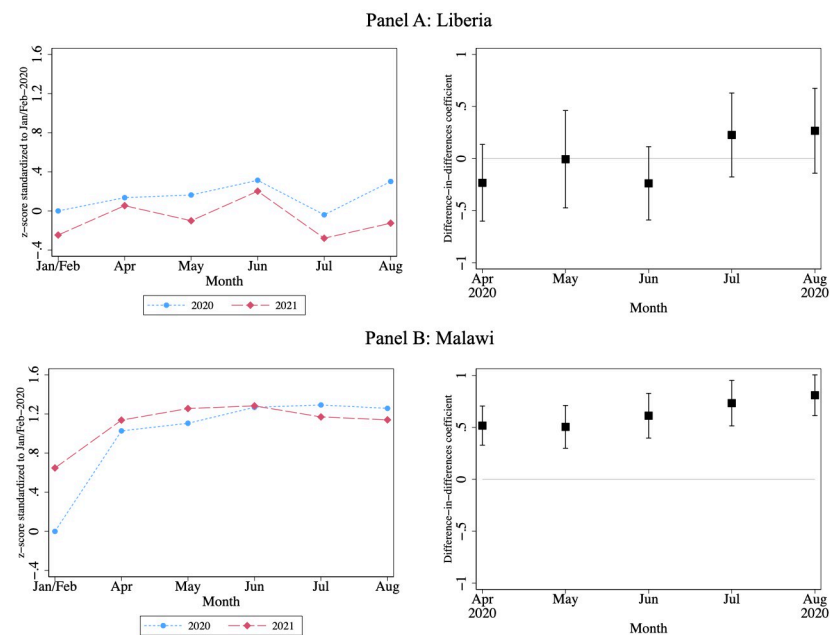 Panel A: Liberia
z-score standardized to Jan/Feb-2020
1.6
1.2
.8
.4
0
-.4
Jan/Feb Apr May Jun Jul Aug
Month
2020 2021
Difference-in-differences coefficient
1
.5
0
-.5
-1
Apr May Jun Jul Aug
2020 2020
Month
Panel B: Malawi
z-score standardized to Jan/Feb-2020
1.6
1.2
.8
.4
0
-.4
Jan/Feb Apr May Jun Jul Aug
Month
2020 2021
Difference-in-differences coefficient
1
.5
0
-.5
-1
Apr May Jun Jul Aug
2020 2020
Month